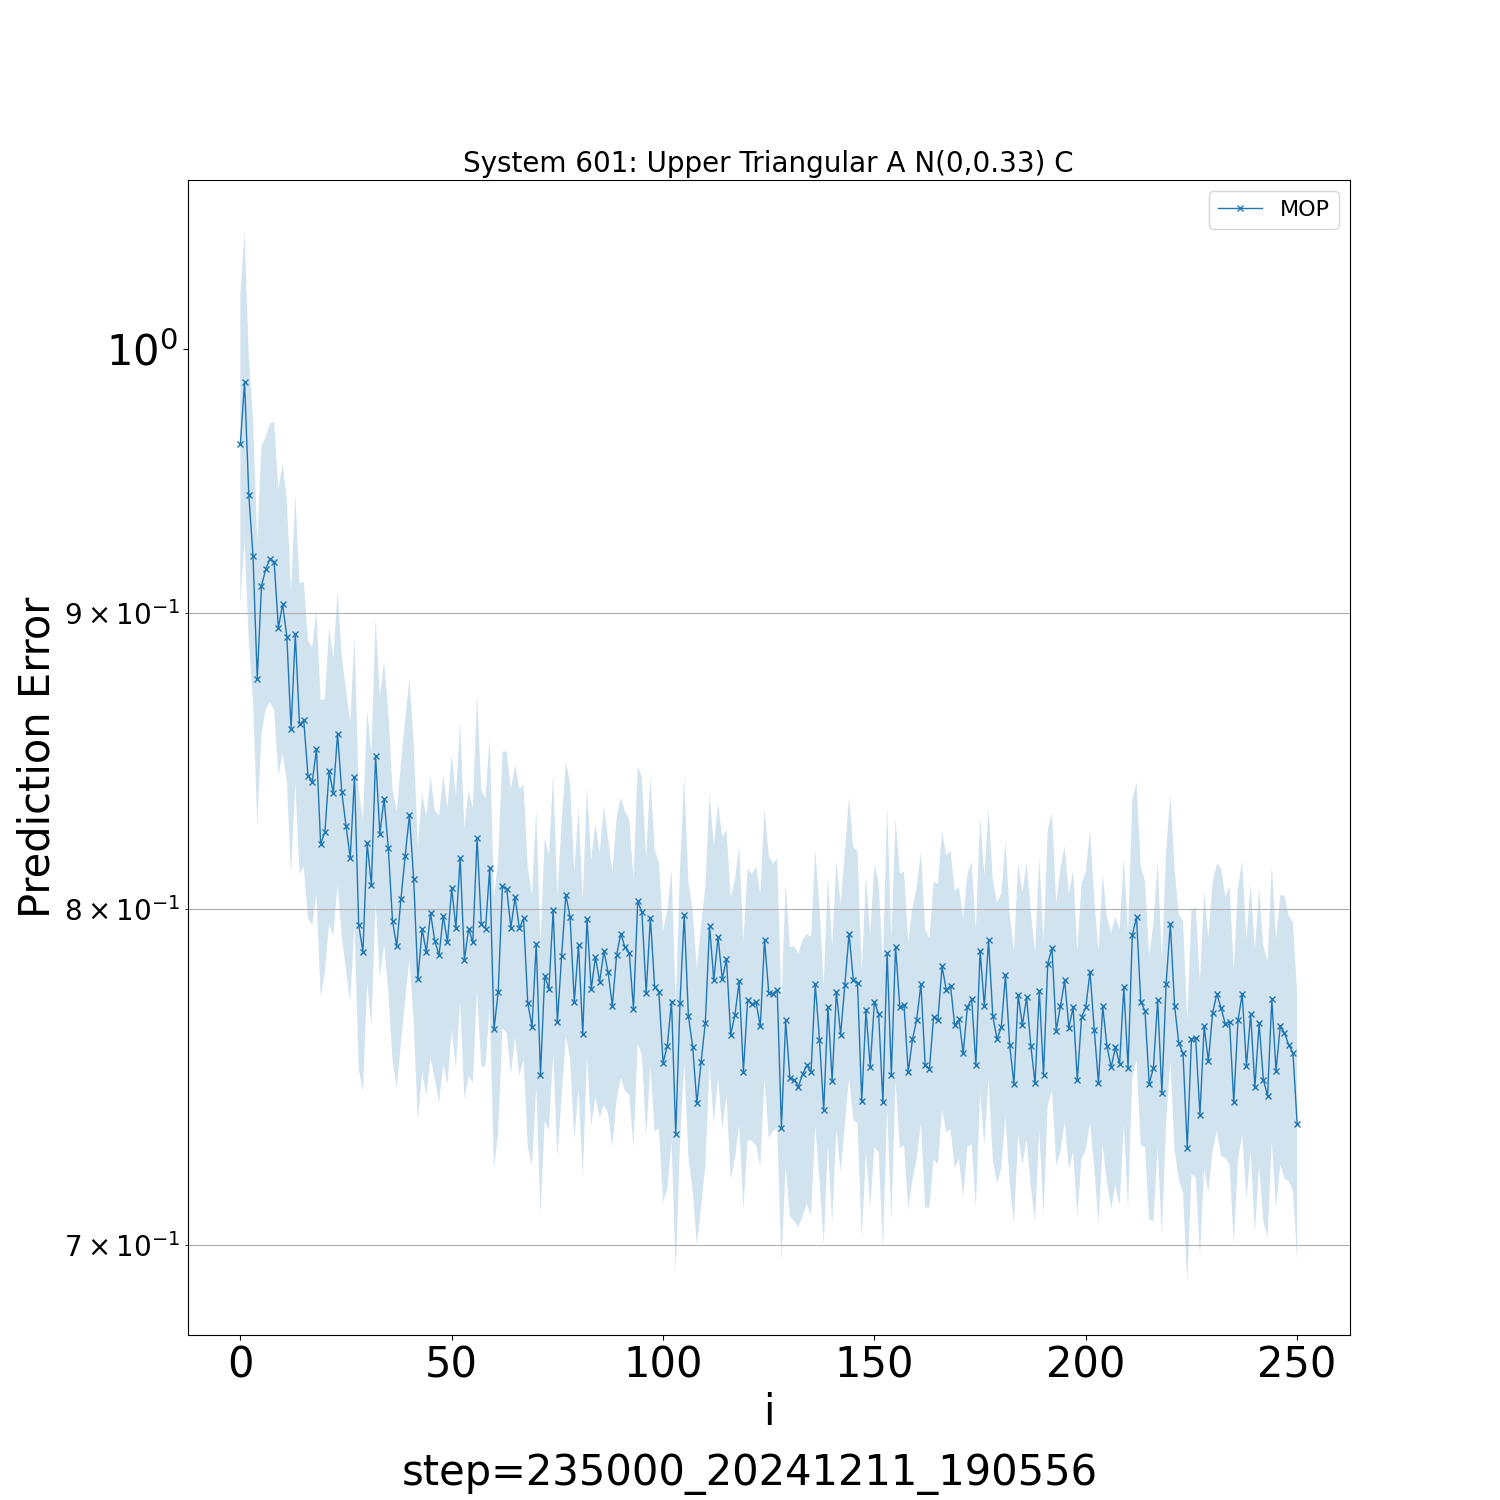 System 601: Upper Triangular A N(0,0.33) C
MOP
Prediction Error
10⁰
9 × 10⁻¹
8 × 10⁻¹
7 × 10⁻¹
0 50 100 150 200 250
i
step=235000_20241211_190556